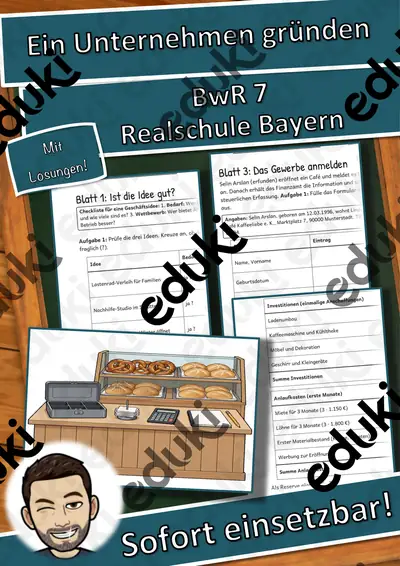 Ein Unternehmen gründen
BwR 7
Realschule Bayern
Mit
Lösungen!
Blatt 1: Ist die Idee gut?
Checkliste für eine Geschäftsidee: 1. Bedarf:
und wie viele sind es? 3. Wettbewerb: Wer bietet
Betrieb besser?
Aufgabe 1: Prüfe die drei Ideen. Kreuze an,
fraglich (?).
Idee
Lastenrad-Verleih für Familien
Nachhilfe-Studio im
ja ?
öffnet
ja ?
Blatt 3: Das Gewerbe anmelden
Selin Arslan (erfunden) eröffnet ein Café und meldet
an. Danach erhält das Finanzamt die Information und
steuerlichen Erfassung. Aufgabe 1: Fülle das Formular
Angaben: Selin Arslan, geboren am 12.03.1996, wohnt
Kaffeeliebe e. K., Marktplatz 7, 90000 Musterstadt.
Eintrag
Name, Vorname
Geburtsdatum
Investitionen (einmalige Anschaffungen)
Ladenumbau
Kaffeemaschine und Kühltheke
Möbel und Dekoration
Geschirr und Kleingeräte
Summe Investitionen
Anlaufkosten (erste Monate)
Miete für 3 Monate (3 · 1.150 €)
Löhne für 3 Monate (3 · 1.800 €)
Erster Materialbestand
Werbung zur Eröffnung
Summe
Als Reserve
Sofort einsetzbar!
eduki
eduki
eduki
eduki
eduki
eduki